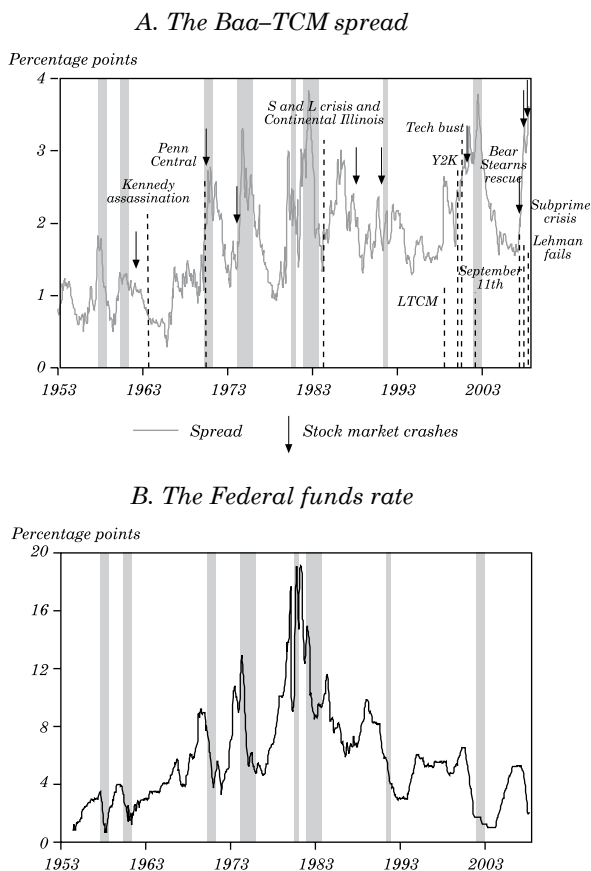 A. The Baa–TCM spread
Percentage points
4
3
2
1
0
S and L crisis and
Continental Illinois
Penn
Central
Kennedy
assassination
Tech bust
Y2K
Bear
Stearns
rescue
Subprime
crisis
Lehman
fails
September
11th
LTCM
1953 1963 1973 1983 1993 2003
Spread Stock market crashes
B. The Federal funds rate
Percentage points
20
16
12
8
4
0
1953 1963 1973 1983 1993 2003